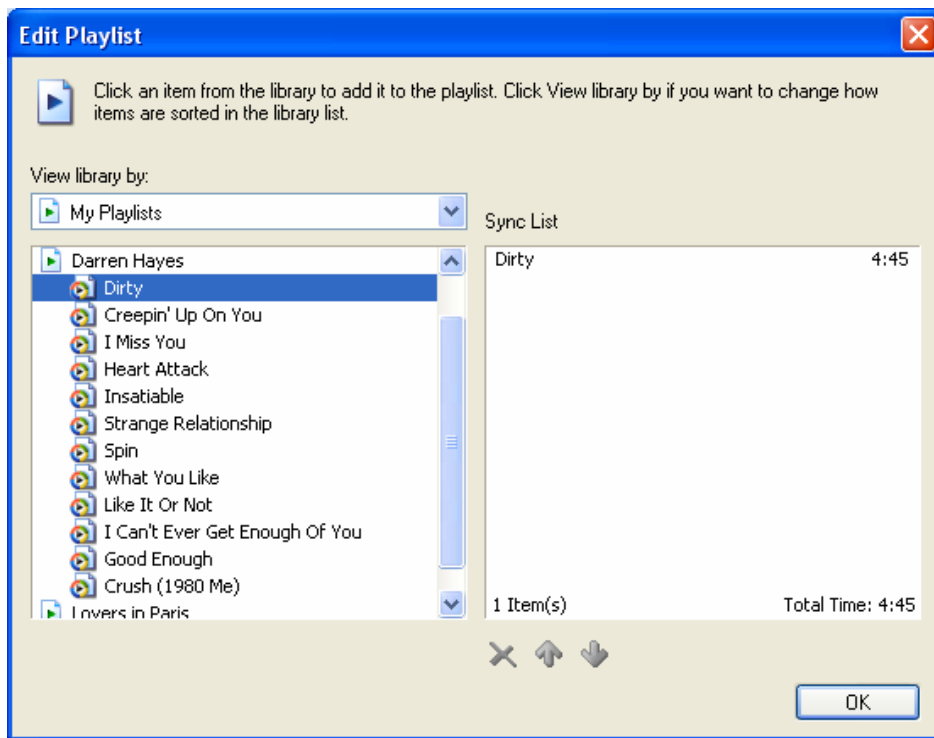 Edit Playlist
Click an item from the library to add it to the playlist. Click View library by if you want to change how
items are sorted in the library list.
View library by:
My Playlists
Sync List
Darren Hayes
Dirty
Creepin' Up On You
I Miss You
Heart Attack
Insatiable
Strange Relationship
Spin
What You Like
Like It Or Not
I Can't Ever Get Enough Of You
Good Enough
Crush (1980 Me)
Lovers in Paris
Dirty 4:45
1 Item(s) Total Time: 4:45
OK